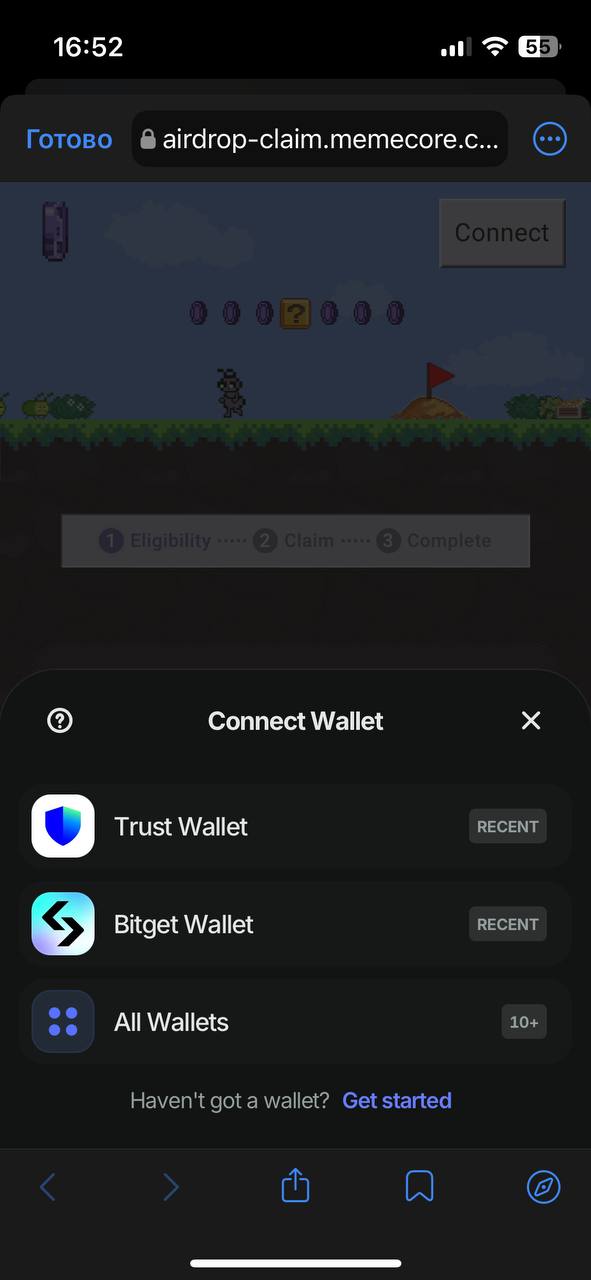 16:52
55
Готово
airdrop-claim.memecore.c...
Connect
?
1 Eligibility ····· 2 Claim ····· 3 Complete
Connect Wallet
Trust Wallet
RECENT
Bitget Wallet
RECENT
All Wallets
10+
Haven't got a wallet? Get started